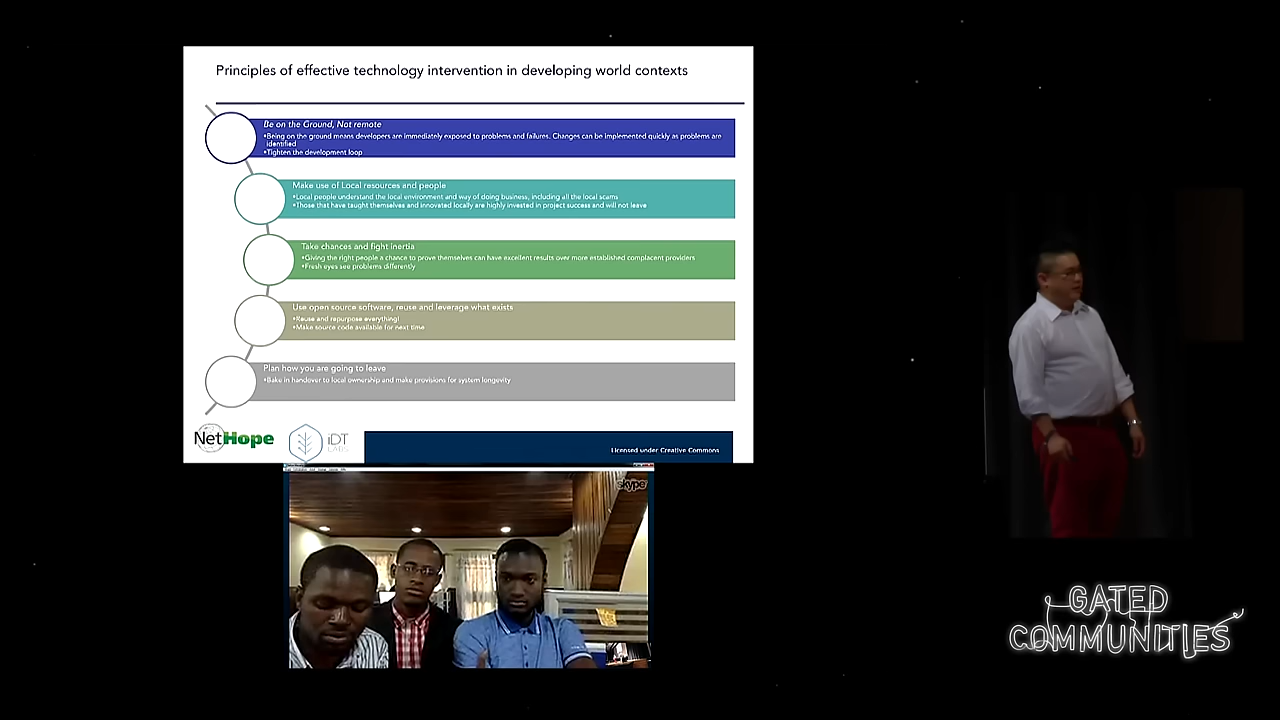 Principles of effective technology intervention in developing world contexts
Be on the Ground, Not remote
•Being on the ground means developers are immediately exposed to problems and failures. Changes can be implemented quickly as problems are
identified
•Tighten the development loop
Make use of Local resources and people
•Local people understand the local environment and way of doing business, including all the local scams
•Those that have taught themselves and innovated locally are highly invested in project success and will not leave
Take chances and fight inertia
•Giving the right people a chance to prove themselves can have excellent results over more established complacent providers
•Fresh eyes see problems differently
Use open source software, reuse and leverage what exists
•Reuse and repurpose everything!
•Make source code available for next time
Plan how you are going to leave
•Bake in handover to local ownership and make provisions for system longevity
NetHope
iDT
LABS
Licensed under Creative Commons
skype
GATED
COMMUNITIES